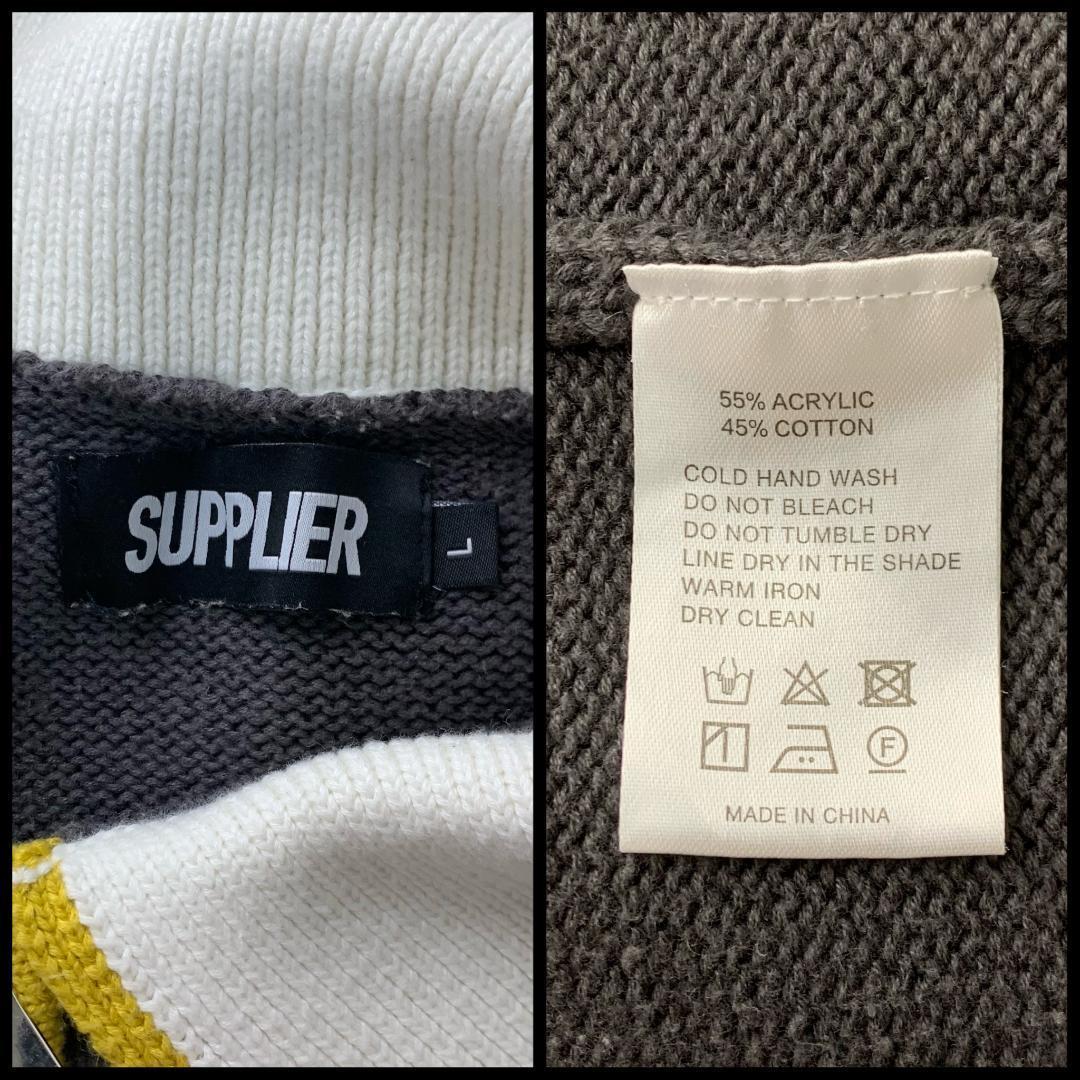 SUPPLIER
L
55% ACRYLIC
45% COTTON
COLD HAND WASH
DO NOT BLEACH
DO NOT TUMBLE DRY
LINE DRY IN THE SHADE
WARM IRON
DRY CLEAN
F
MADE IN CHINA